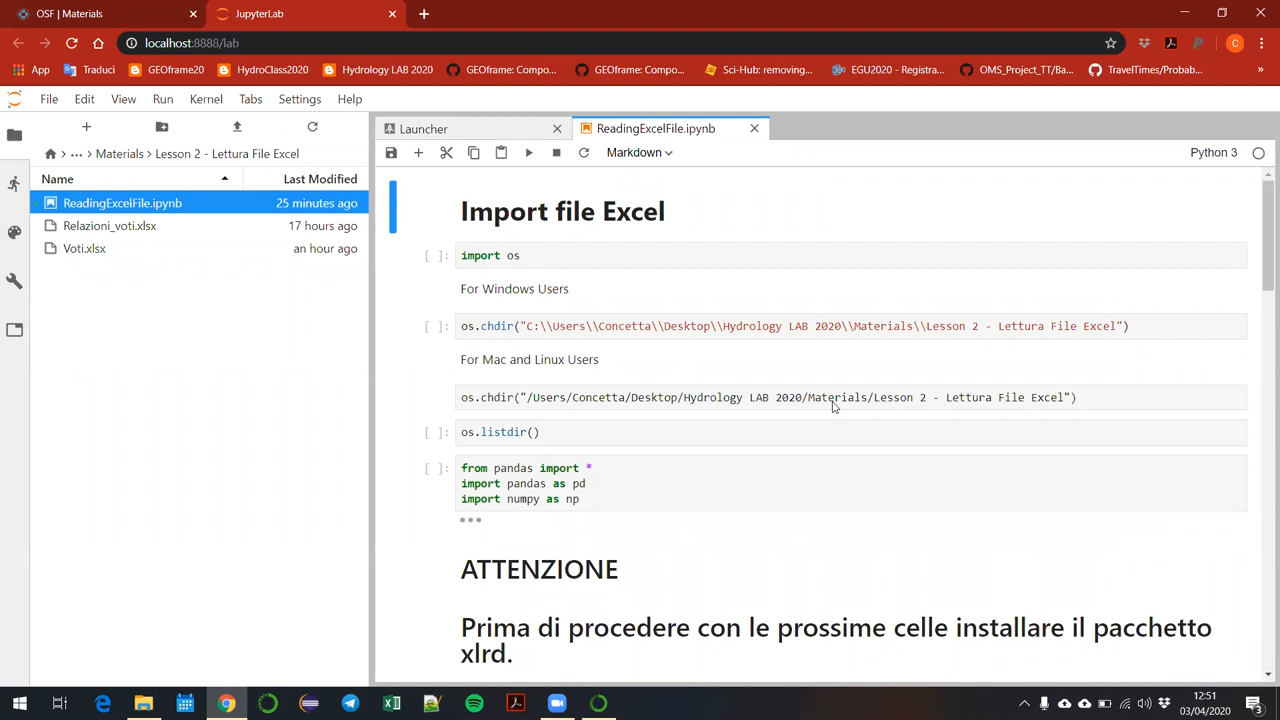 OSF | Materials
JupyterLab
localhost:8888/lab
App
Traduci
GEOframe20
HydroClass2020
Hydrology LAB 2020
GEOframe: Compo...
GEOframe: Compo...
Sci-Hub: removing...
EGU2020 - Registra...
OMS_Project_TT/Ba...
TravelTimes/Probab...
»
File Edit View Run Kernel Tabs Settings Help
Launcher
ReadingExcelFile.ipynb
Markdown
Python 3
... > Materials > Lesson 2 - Lettura File Excel
Name Last Modified
ReadingExcelFile.ipynb 25 minutes ago
Relazioni_voti.xlsx 17 hours ago
Voti.xlsx an hour ago
Import file Excel
[ ]: import os
For Windows Users
[ ]: os.chdir("C:\\Users\\Concetta\\Desktop\\Hydrology LAB 2020\\Materials\\Lesson 2 - Lettura File Excel")
For Mac and Linux Users
os.chdir("/Users/Concetta/Desktop/Hydrology LAB 2020/Materials/Lesson 2 - Lettura File Excel")
[ ]: os.listdir()
[ ]: from pandas import *
import pandas as pd
import numpy as np
ATTENZIONE
Prima di procedere con le prossime celle installare il pacchetto
xlrd.
12:51
03/04/2020
3